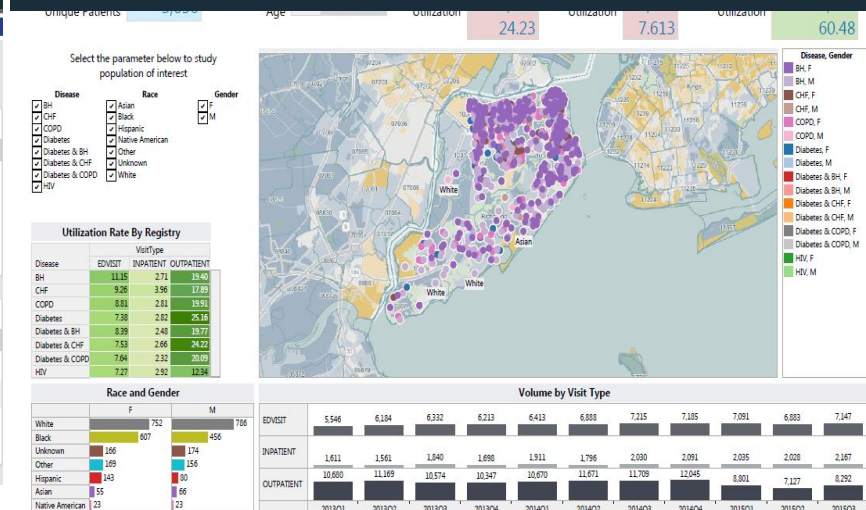 Unique Patients
Age
Utilization
24.23
Utilization
7.613
Utilization
60.48
Select the parameter below to study
population of interest
Disease
BH
CHF
COPD
Diabetes
Diabetes & BH
Diabetes & CHF
Diabetes & COPD
HIV
Race
Asian
Black
Hispanic
Native American
Other
Unknown
White
Gender
F
M
White
Asian
White
White
Disease, Gender
BH, F
BH, M
CHF, F
CHF, M
COPD, F
COPD, M
Diabetes, F
Diabetes, M
Diabetes & BH, F
Diabetes & BH, M
Diabetes & CHF, F
Diabetes & CHF, M
Diabetes & COPD, F
Diabetes & COPD, M
HIV, F
HIV, M
Utilization Rate By Registry
VisitType
Disease EDVISIT INPATIENT OUTPATIENT
BH 11.15 2.71 19.40
CHF 9.26 3.96 17.89
COPD 8.81 2.81 19.91
Diabetes 7.38 2.82 25.16
Diabetes & BH 8.39 2.48 19.77
Diabetes & CHF 7.53 2.66 24.22
Diabetes & COPD 7.64 2.32 20.09
HIV 7.27 2.92 12.34
Race and Gender
F M
White 752 786
Black 607 456
Unknown 166 174
Other 169 156
Hispanic 143 80
Asian 55 66
Native American 23 23
Volume by Visit Type
EDVISIT 5,546 6,184 6,332 6,213 6,413 6,888 7,215 7,185 7,091 6,883 7,147
INPATIENT 1,611 1,561 1,840 1,698 1,911 1,796 2,030 2,091 2,035 2,028 2,167
OUTPATIENT 10,680 11,169 10,574 10,347 10,670 11,671 11,709 12,045 8,801 7,127 8,292
2013Q1 2013Q2 2013Q3 2013Q4 2014Q1 2014Q2 2014Q3 2014Q4 2015Q1 2015Q2 2015Q3